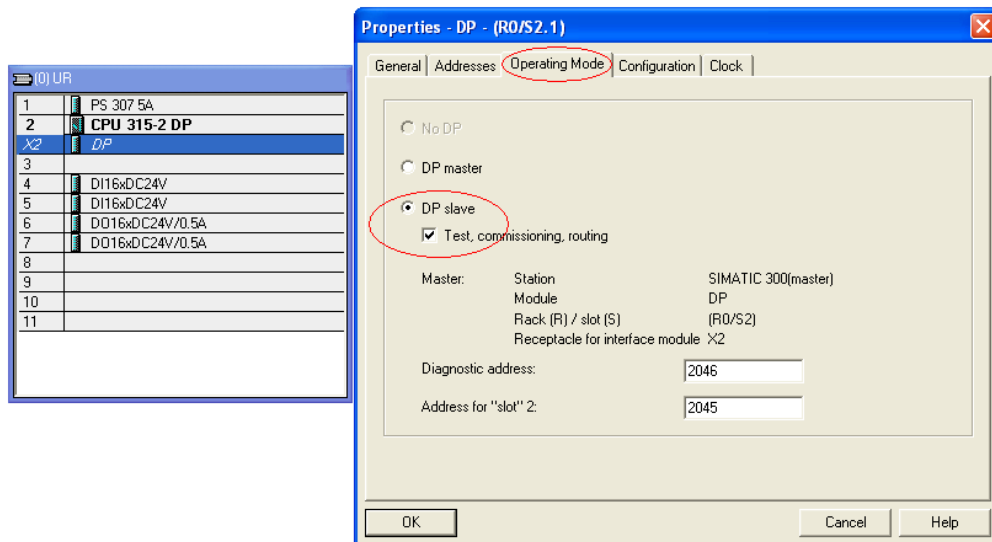 (0) UR
1 PS 307 5A
2 CPU 315-2 DP
X2 DP
3
4 DI16xDC24V
5 DI16xDC24V
6 DO16xDC24V/0.5A
7 DO16xDC24V/0.5A
8
9
10
11
Properties - DP - (R0/S2.1)
General Addresses Operating Mode Configuration Clock
No DP
DP master
DP slave
Test, commissioning, routing
Master: Station SIMATIC 300(master)
Module DP
Rack (R) / slot (S) (R0/S2)
Receptacle for interface module X2
Diagnostic address: 2046
Address for "slot" 2: 2045
OK Cancel Help